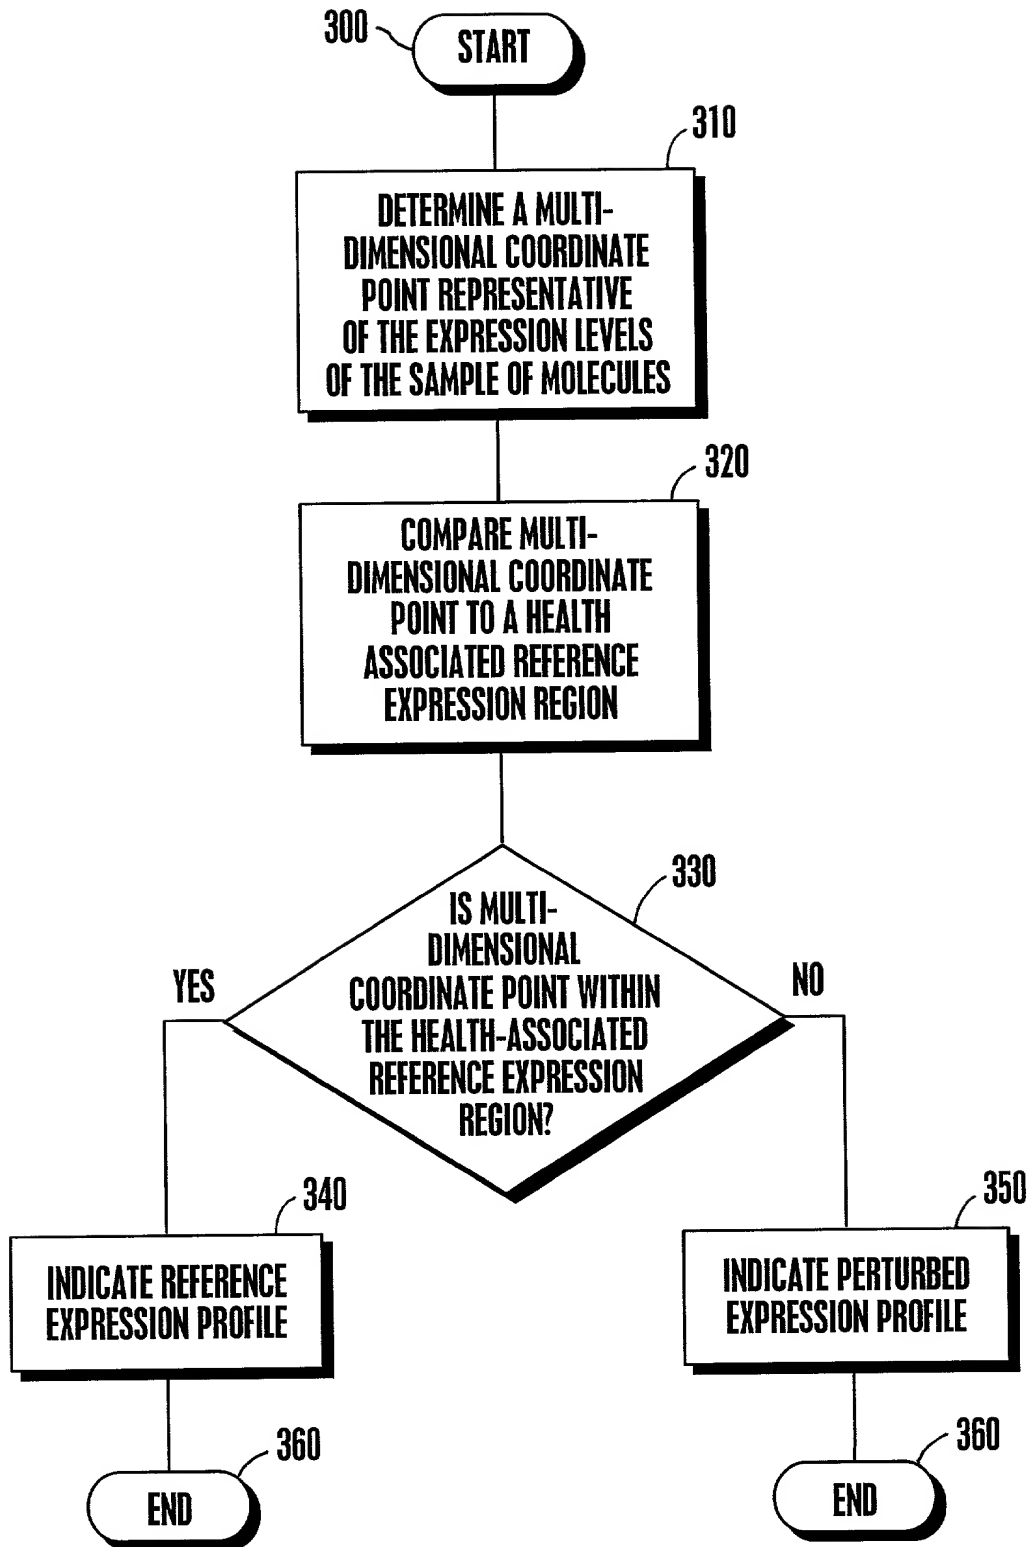 300
START
310
DETERMINE A MULTI-
DIMENSIONAL COORDINATE
POINT REPRESENTATIVE
OF THE EXPRESSION LEVELS
OF THE SAMPLE OF MOLECULES
320
COMPARE MULTI-
DIMENSIONAL COORDINATE
POINT TO A HEALTH
ASSOCIATED REFERENCE
EXPRESSION REGION
330
IS MULTI-
DIMENSIONAL
COORDINATE POINT WITHIN
THE HEALTH-ASSOCIATED
REFERENCE EXPRESSION
REGION?
YES
NO
340
INDICATE REFERENCE
EXPRESSION PROFILE
350
INDICATE PERTURBED
EXPRESSION PROFILE
360
END
360
END